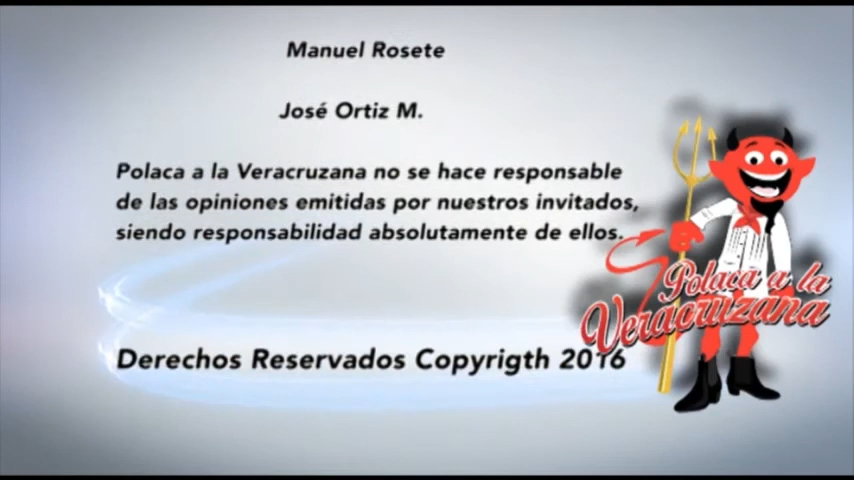 Manuel Rosete
José Ortiz M.
Polaca a la Veracruzana no se hace responsable
de las opiniones emitidas por nuestros invitados,
siendo responsabilidad absolutamente de ellos.
Polaca a la
Veracruzana
Derechos Reservados Copyrigth 2016